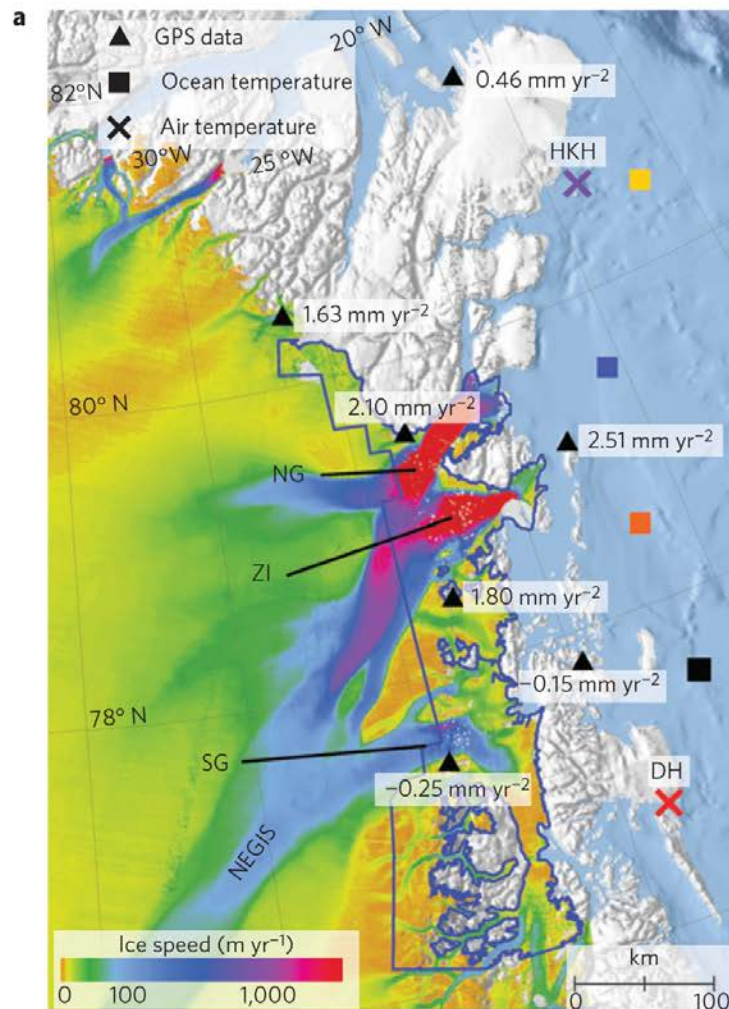 a
GPS data
Ocean temperature
Air temperature
20° W
82° N
30° W
25° W
0.46 mm yr⁻²
HKH
1.63 mm yr⁻²
80° N
2.10 mm yr⁻²
2.51 mm yr⁻²
NG
ZI
1.80 mm yr⁻²
−0.15 mm yr⁻²
78° N
SG
−0.25 mm yr⁻²
DH
NEGIS
Ice speed (m yr⁻¹)
0 100 1,000
km
0 100